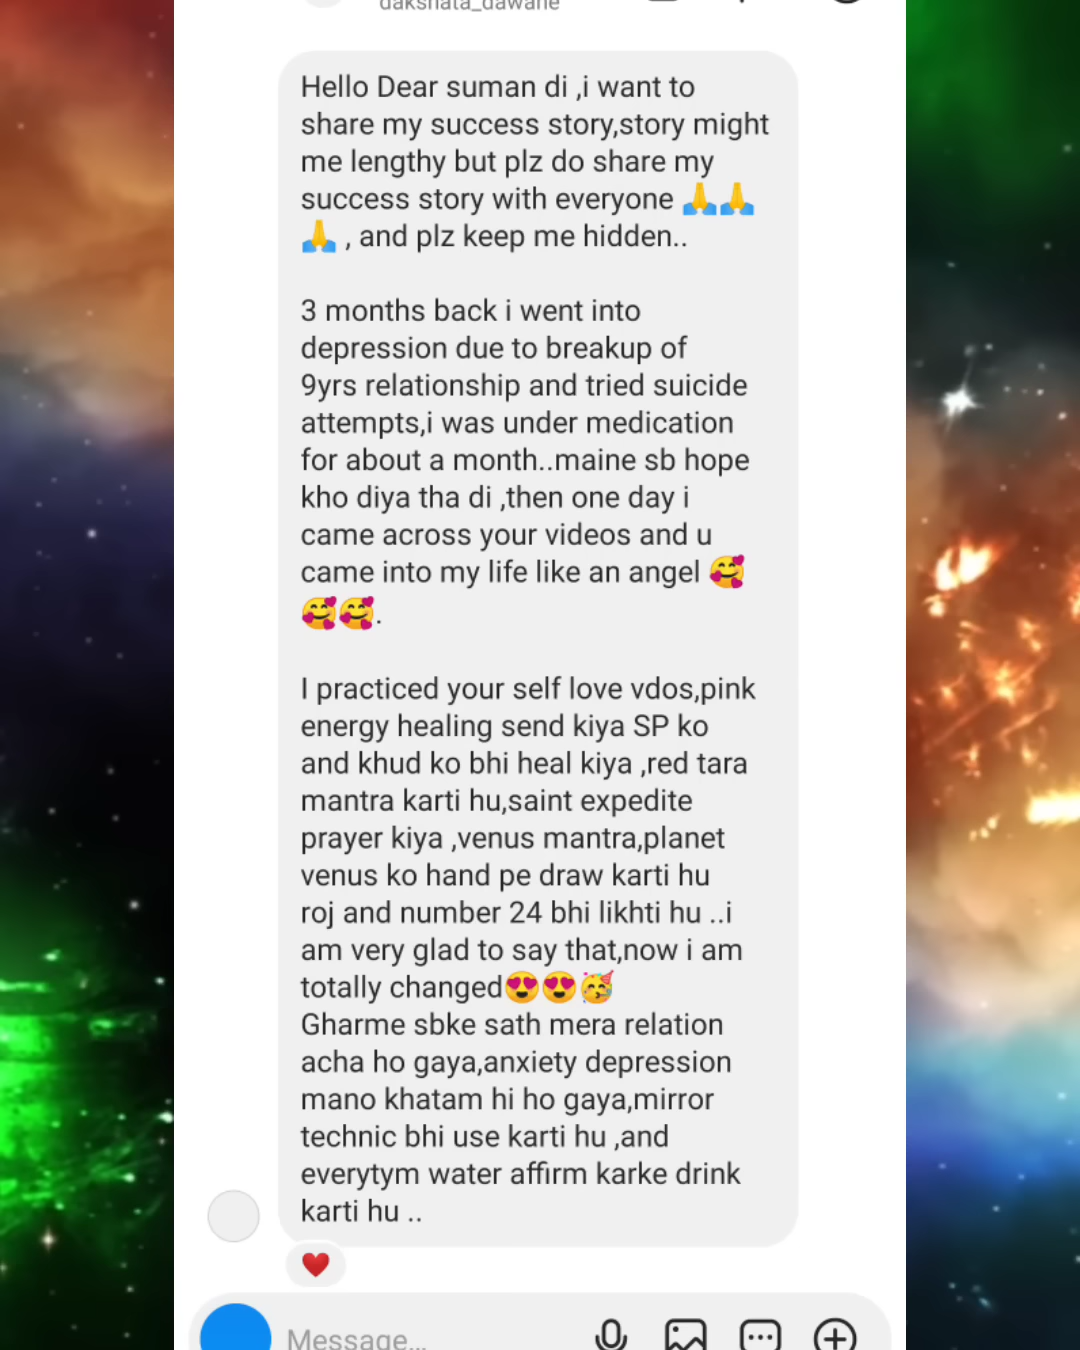 dakshata_dawane
Hello Dear suman di ,i want to
share my success story,story might
me lengthy but plz do share my
success story with everyone 🙏🙏
🙏 , and plz keep me hidden..
3 months back i went into
depression due to breakup of
9yrs relationship and tried suicide
attempts,i was under medication
for about a month..maine sb hope
kho diya tha di ,then one day i
came across your videos and u
came into my life like an angel 🥰
🥰🥰.
I practiced your self love vdos,pink
energy healing send kiya SP ko
and khud ko bhi heal kiya ,red tara
mantra karti hu,saint expedite
prayer kiya ,venus mantra,planet
venus ko hand pe draw karti hu
roj and number 24 bhi likhti hu ..i
am very glad to say that,now i am
totally changed😍😍🥳
Gharme sbke sath mera relation
acha ho gaya,anxiety depression
mano khatam hi ho gaya,mirror
technic bhi use karti hu ,and
everytym water affirm karke drink
karti hu ..
❤️
Message...